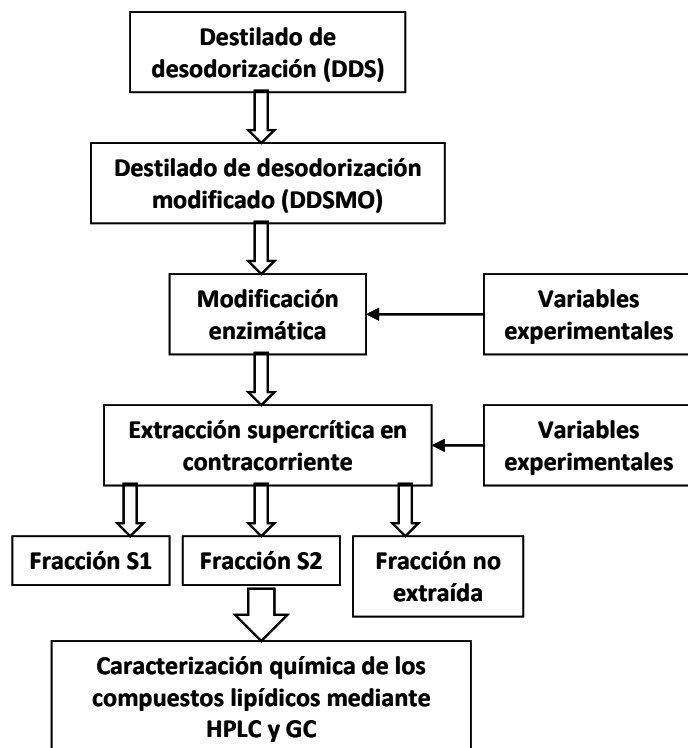 Destilado de
desodorización (DDS)
Destilado de desodorización
modificado (DDSMO)
Modificación
enzimática
Variables
experimentales
Extracción supercrítica en
contracorriente
Variables
experimentales
Fracción S1
Fracción S2
Fracción no
extraída
Caracterización química de los
compuestos lipídicos mediante
HPLC y GC